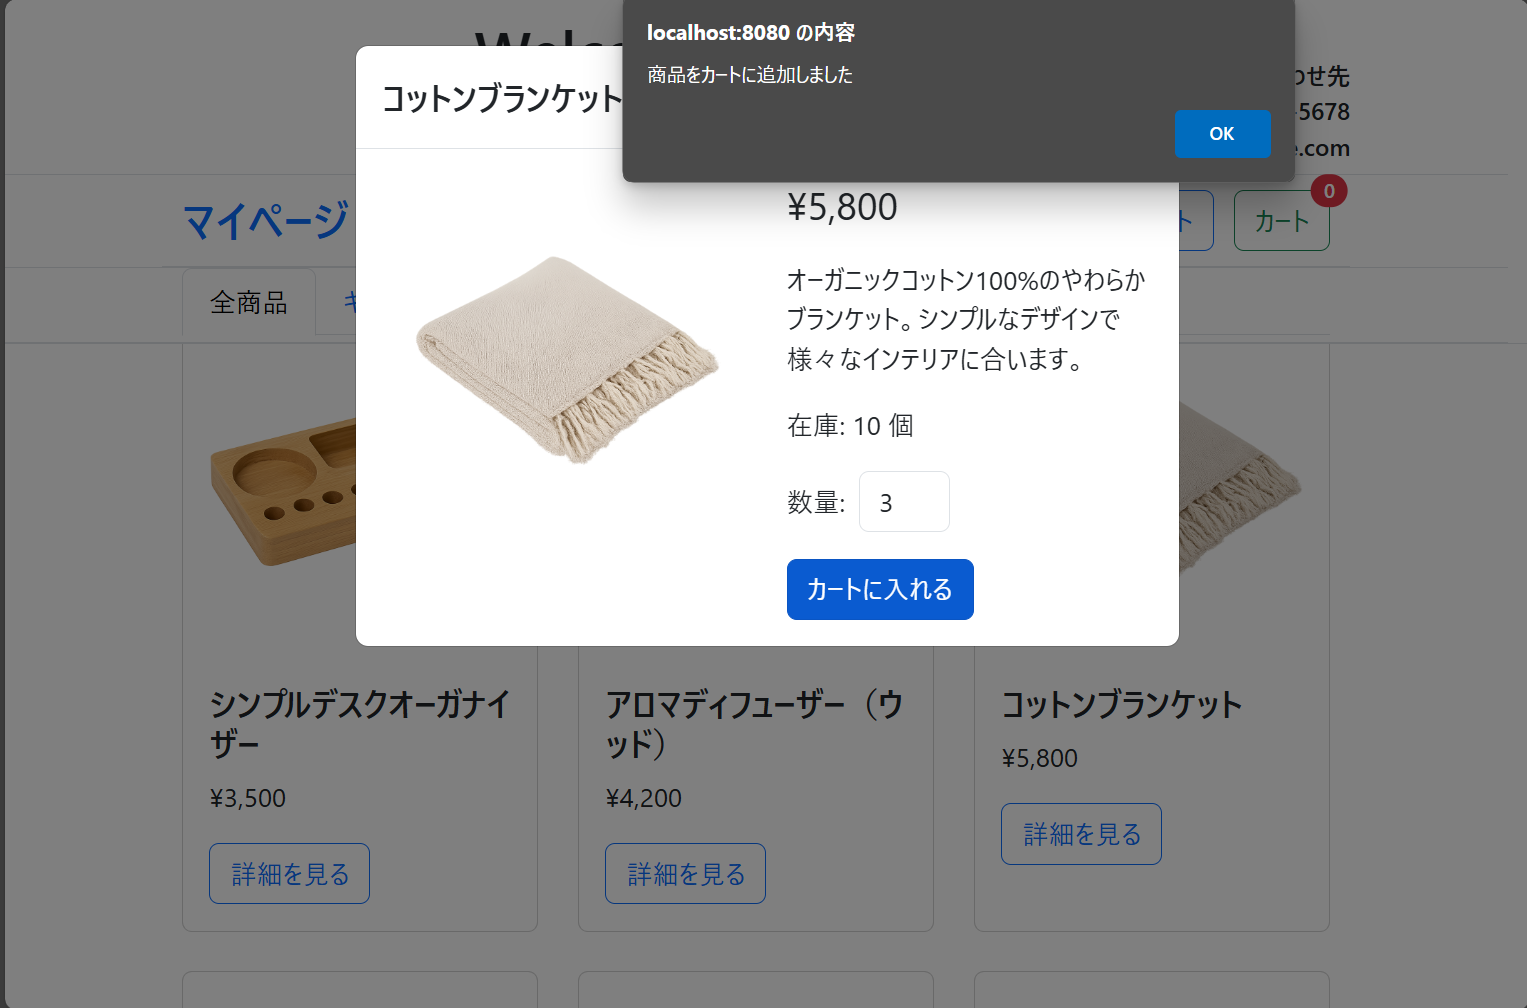 localhost:8080 の内容
商品をカートに追加しました
OK
コットンブランケット
わせ先
-5678
e.com
マイページ
ト
カート
0
全商品
¥5,800
オーガニックコットン100%のやわらか
ブランケット。シンプルなデザインで
様々なインテリアに合います。
在庫: 10 個
数量: 3
カートに入れる
シンプルデスクオーガナイ
ザー
¥3,500
詳細を見る
アロマディフューザー（ウ
ッド）
¥4,200
詳細を見る
コットンブランケット
¥5,800
詳細を見る